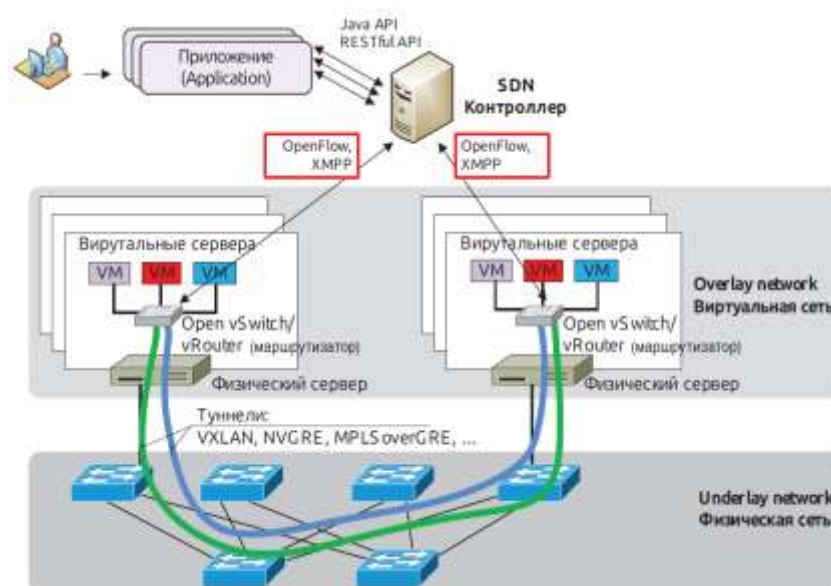 Java API
RESTful API
Приложение
(Application)
SDN
Контроллер
OpenFlow,
XMPP
OpenFlow,
XMPP
Вирутальные сервера
VM VM VM
Open vSwitch/
vRouter (маршрутизатор)
Физический сервер
Вирутальные сервера
VM VM VM
Open vSwitch/
vRouter (маршрутизатор)
Физический сервер
Overlay network
Виртуальная сеть
Туннели:
VXLAN, NVGRE, MPLSoverGRE, ...
Underlay network
Физическая сеть